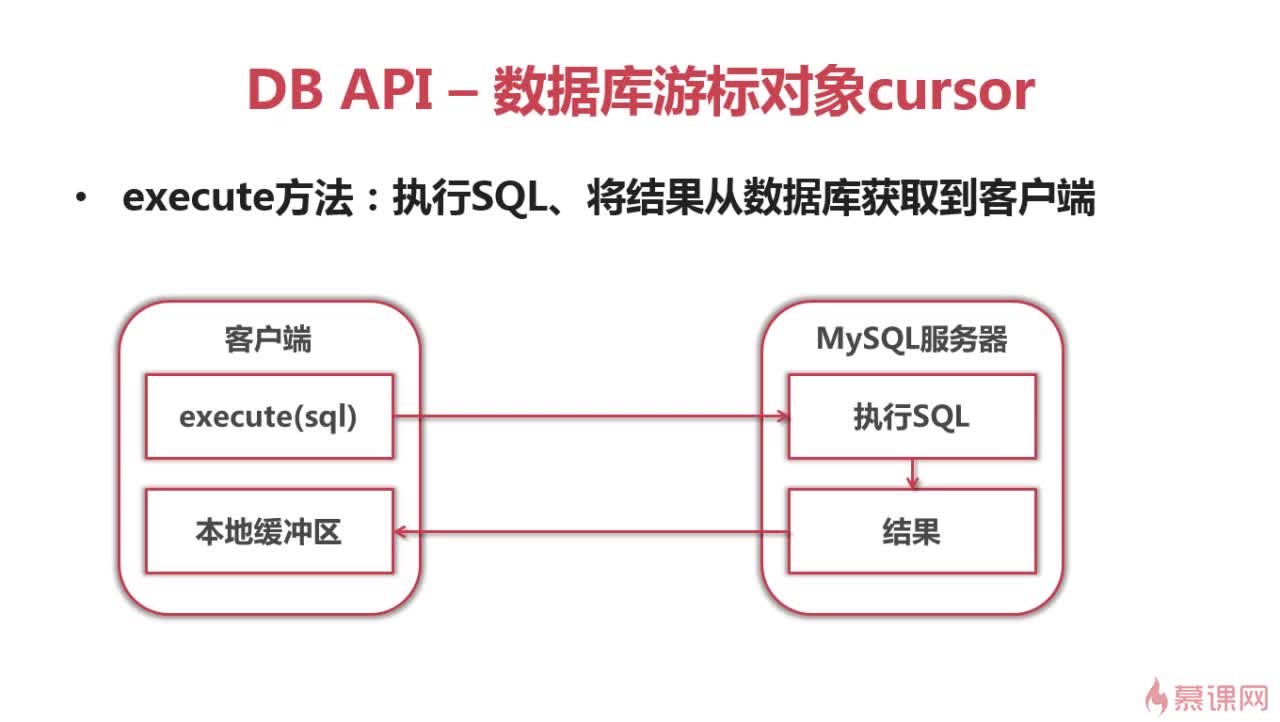 DB API – 数据库游标对象cursor
• execute方法：执行SQL、将结果从数据库获取到客户端
客户端
MySQL服务器
execute(sql)
执行SQL
本地缓冲区
结果
慕课网